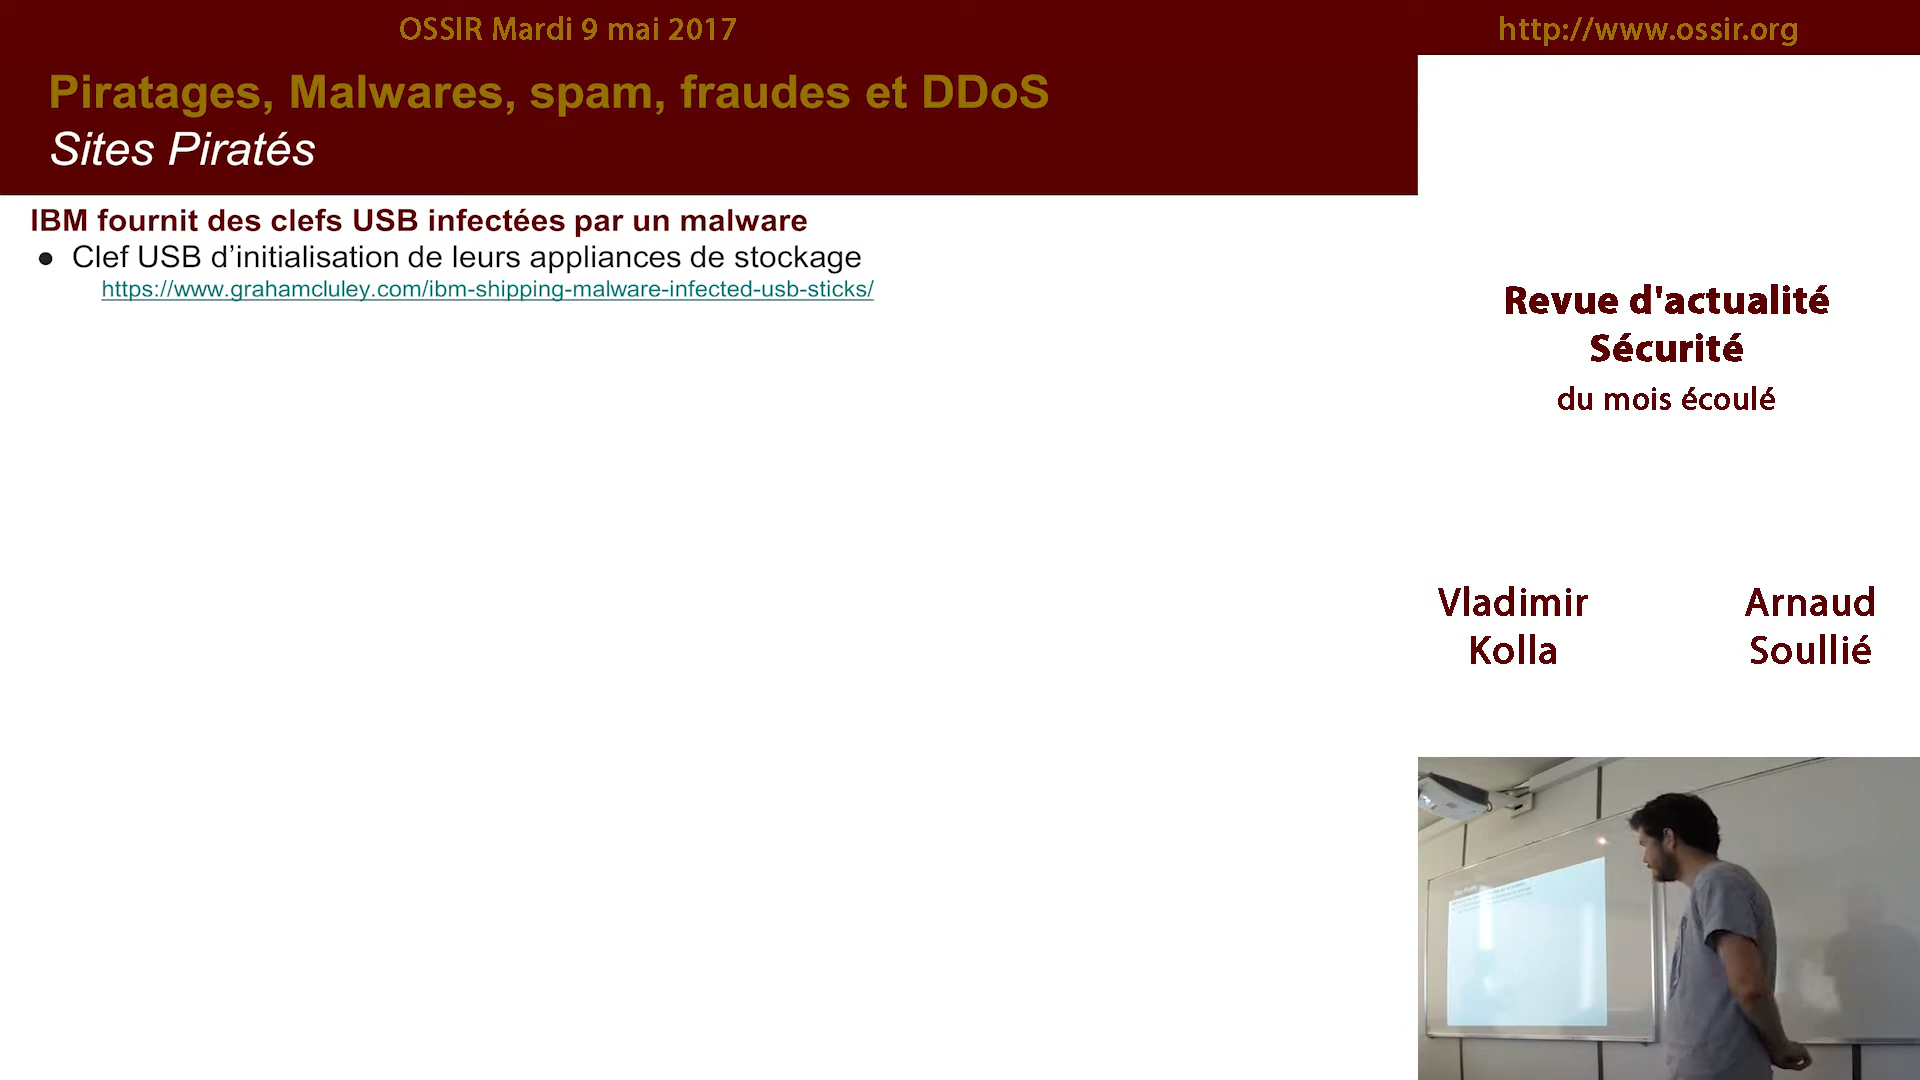 OSSIR Mardi 9 mai 2017
http://www.ossir.org
Piratages, Malwares, spam, fraudes et DDoS
Sites Piratés
IBM fournit des clefs USB infectées par un malware
● Clef USB d’initialisation de leurs appliances de stockage
https://www.grahamcluley.com/ibm-shipping-malware-infected-usb-sticks/
Revue d'actualité
Sécurité
du mois écoulé
Vladimir
Kolla
Arnaud
Soullié